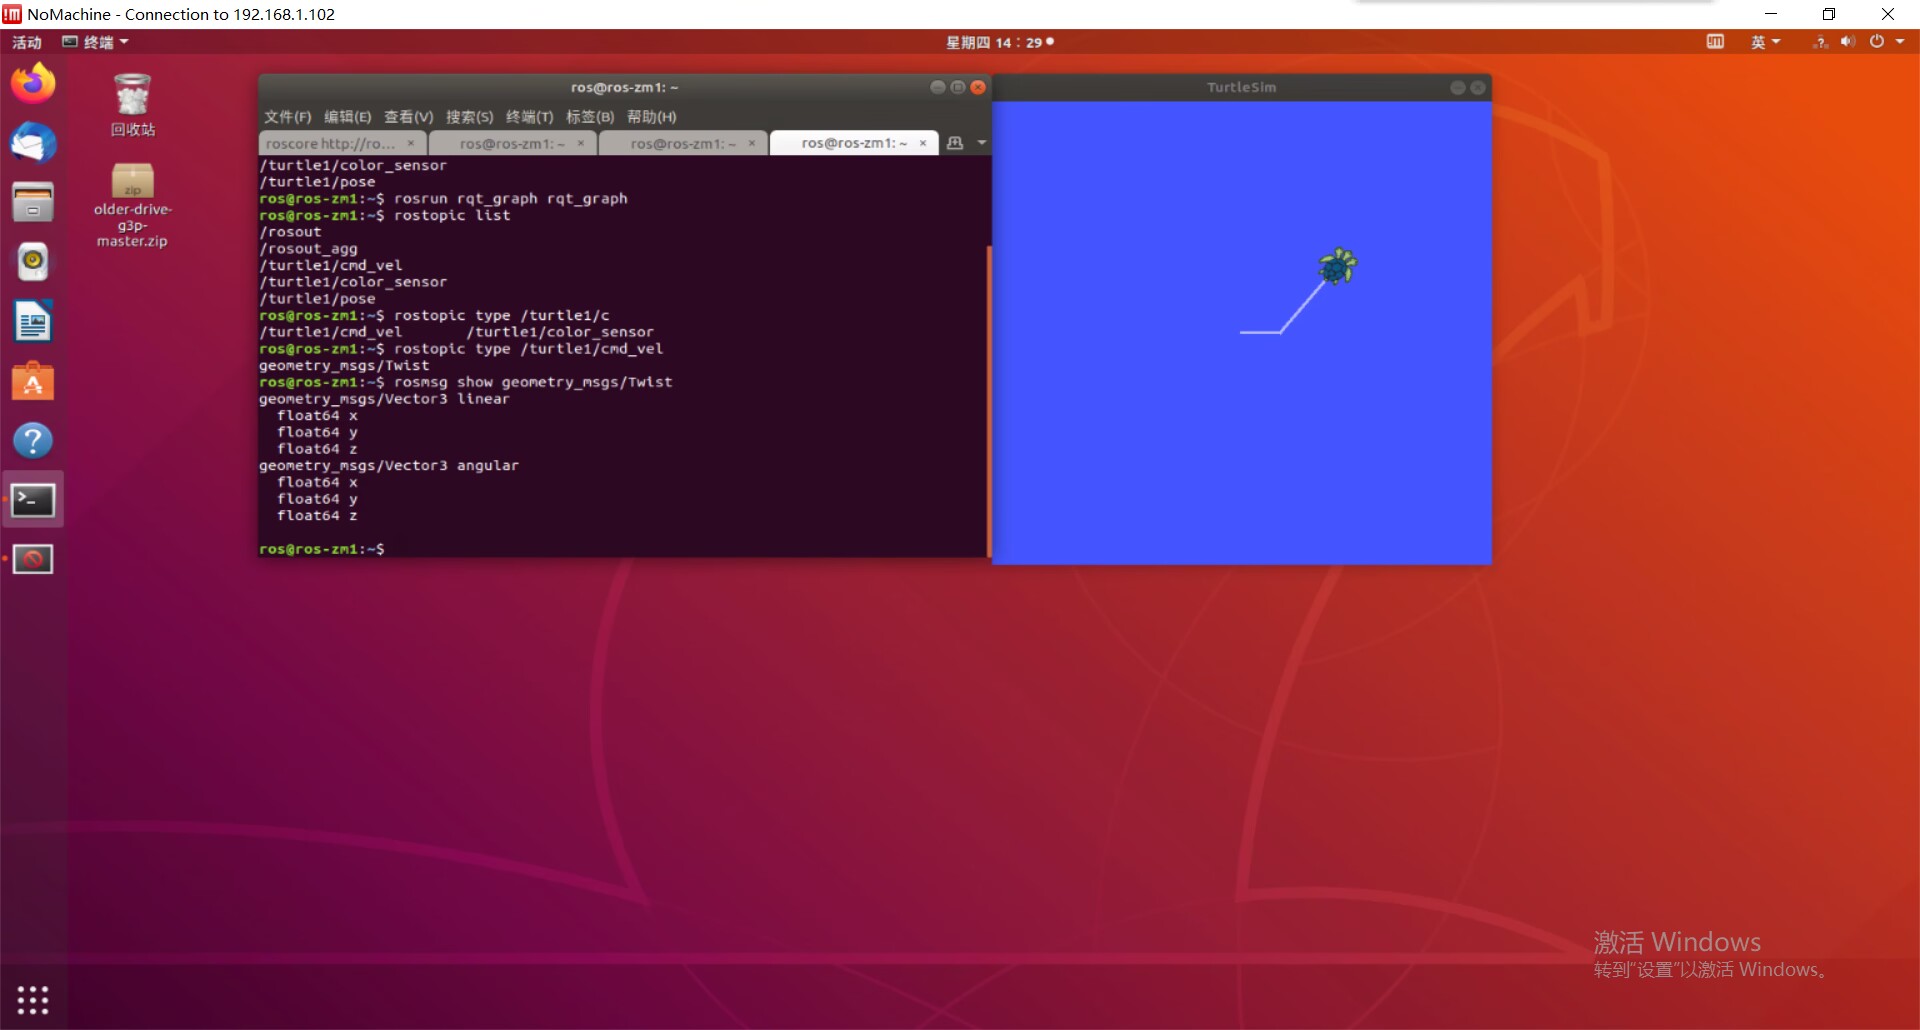 NoMachine - Connection to 192.168.1.102
活动 终端 星期四 14：29 英
回收站
zip
older-drive-
g3p-
master.zip
ros@ros-zm1: ~
文件(F) 编辑(E) 查看(V) 搜索(S) 终端(T) 标签(B) 帮助(H)
roscore http://ro... × ros@ros-zm1: ~ × ros@ros-zm1: ~ × ros@ros-zm1: ~ ×
/turtle1/color_sensor
/turtle1/pose
ros@ros-zm1:~$ rosrun rqt_graph rqt_graph
ros@ros-zm1:~$ rostopic list
/rosout
/rosout_agg
/turtle1/cmd_vel
/turtle1/color_sensor
/turtle1/pose
ros@ros-zm1:~$ rostopic type /turtle1/c
/turtle1/cmd_vel /turtle1/color_sensor
ros@ros-zm1:~$ rostopic type /turtle1/cmd_vel
geometry_msgs/Twist
ros@ros-zm1:~$ rosmsg show geometry_msgs/Twist
geometry_msgs/Vector3 linear
float64 x
float64 y
float64 z
geometry_msgs/Vector3 angular
float64 x
float64 y
float64 z
ros@ros-zm1:~$
TurtleSim
激活 Windows
转到"设置"以激活 Windows。